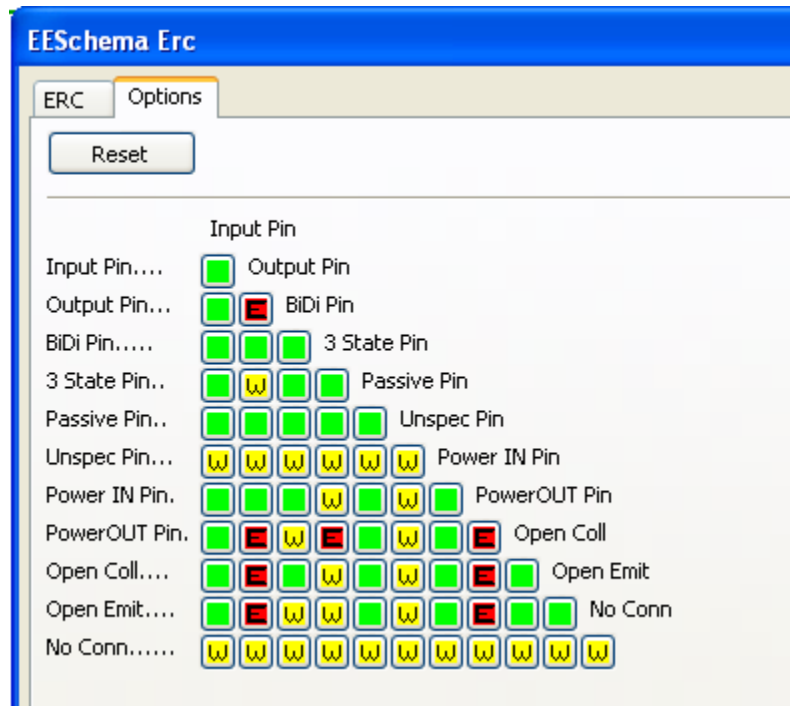 EESchema Erc
ERC Options
Reset
Input Pin
Input Pin.... Output Pin
Output Pin... E BiDi Pin
BiDi Pin..... 3 State Pin
3 State Pin.. W Passive Pin
Passive Pin.. Unspec Pin
Unspec Pin... W W W W W W Power IN Pin
Power IN Pin. W W PowerOUT Pin
PowerOUT Pin. E W E W E Open Coll
Open Coll.... E W W E Open Emit
Open Emit.... E W W W E No Conn
No Conn...... W W W W W W W W W W W